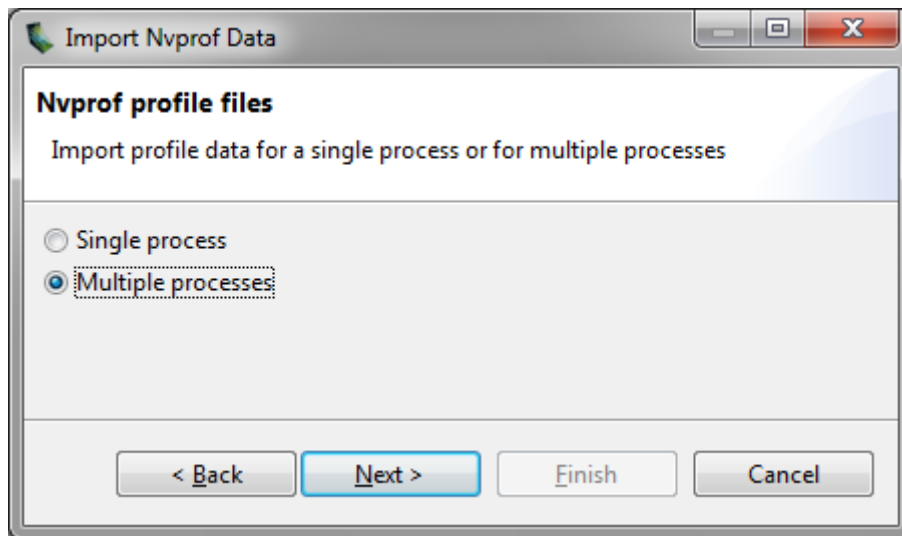 Import Nvprof Data
Nvprof profile files
Import profile data for a single process or for multiple processes
Single process
Multiple processes
< Back Next > Finish Cancel